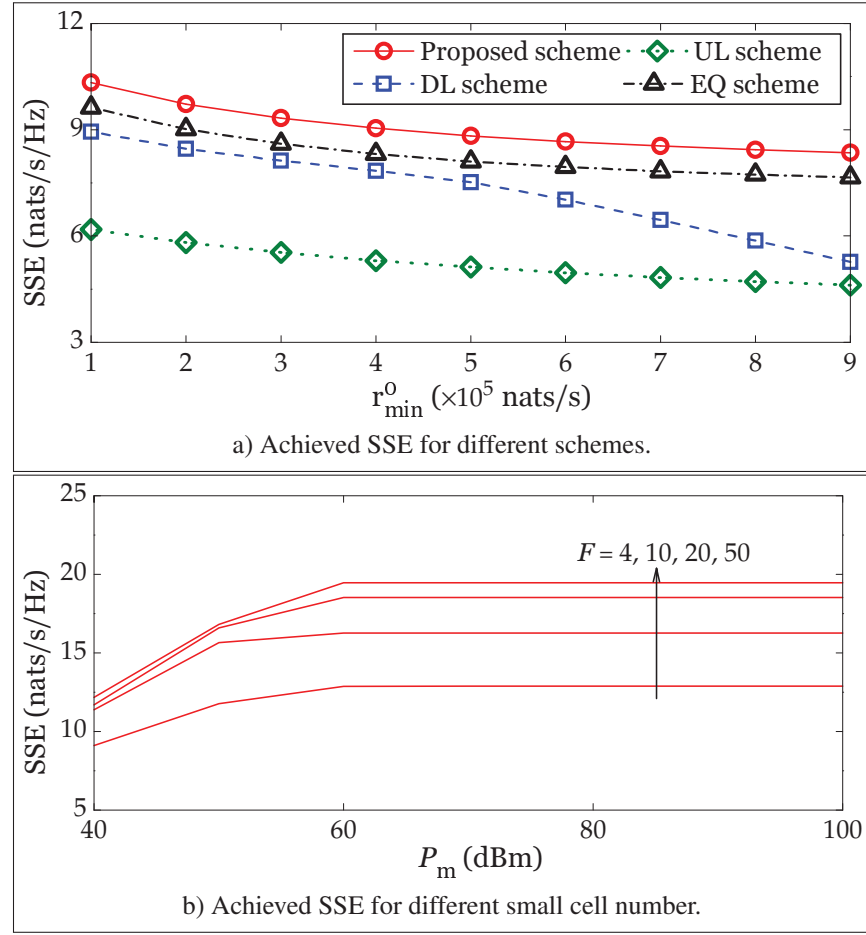 12
9
6
3
SSE (nats/s/Hz)
Proposed scheme UL scheme
DL scheme EQ scheme
1 2 3 4 5 6 7 8 9
r_min^o (×10^5 nats/s)
a) Achieved SSE for different schemes.
25
20
15
10
5
SSE (nats/s/Hz)
F = 4, 10, 20, 50
40 60 80 100
P_m (dBm)
b) Achieved SSE for different small cell number.